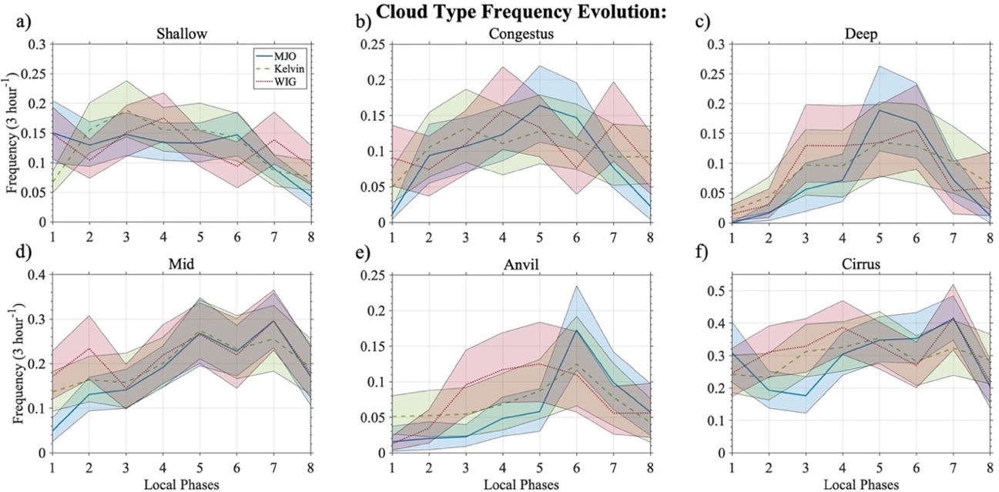 Cloud Type Frequency Evolution:
a)
Shallow
0.3
0.25
0.2
0.15
0.1
0.05
0
Frequency (3 hour-1)
MJO
Kelvin
WIG
1 2 3 4 5 6 7 8
b)
Congestus
0.25
0.2
0.15
0.1
0.05
0
1 2 3 4 5 6 7 8
c)
Deep
0.3
0.25
0.2
0.15
0.1
0.05
0
1 2 3 4 5 6 7 8
d)
Mid
0.4
0.3
0.2
0.1
0
Frequency (3 hour-1)
1 2 3 4 5 6 7 8
Local Phases
e)
Anvil
0.25
0.2
0.15
0.1
0.05
0
1 2 3 4 5 6 7 8
Local Phases
f)
Cirrus
0.5
0.4
0.3
0.2
0.1
0
1 2 3 4 5 6 7 8
Local Phases